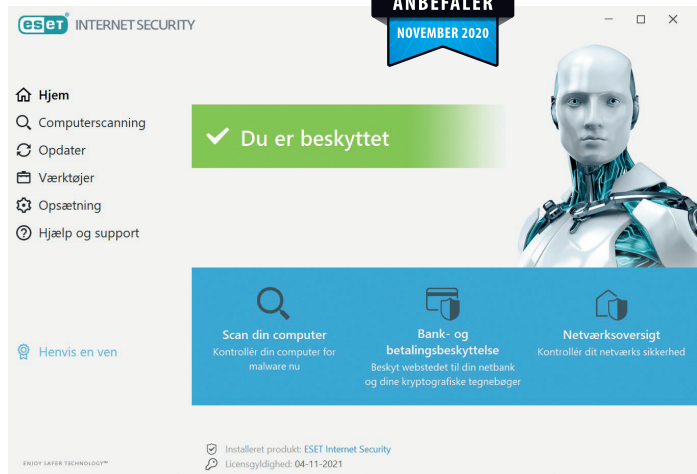 ANBEFALER
NOVEMBER 2020
eset INTERNET SECURITY
Hjem
Computerscanning
Opdater
Værktøjer
Opsætning
Hjælp og support
Henvis en ven
Du er beskyttet
Scan din computer
Kontrollér din computer for
malware nu
Bank- og
betalingsbeskyttelse
Beskyt webstedet til din netbank
og dine kryptografiske tegnebøger
Netværksoversigt
Kontrollér dit netværks sikkerhed
ENJOY SAFER TECHNOLOGY™
Installeret produkt: ESET Internet Security
Licensgyldighed: 04-11-2021